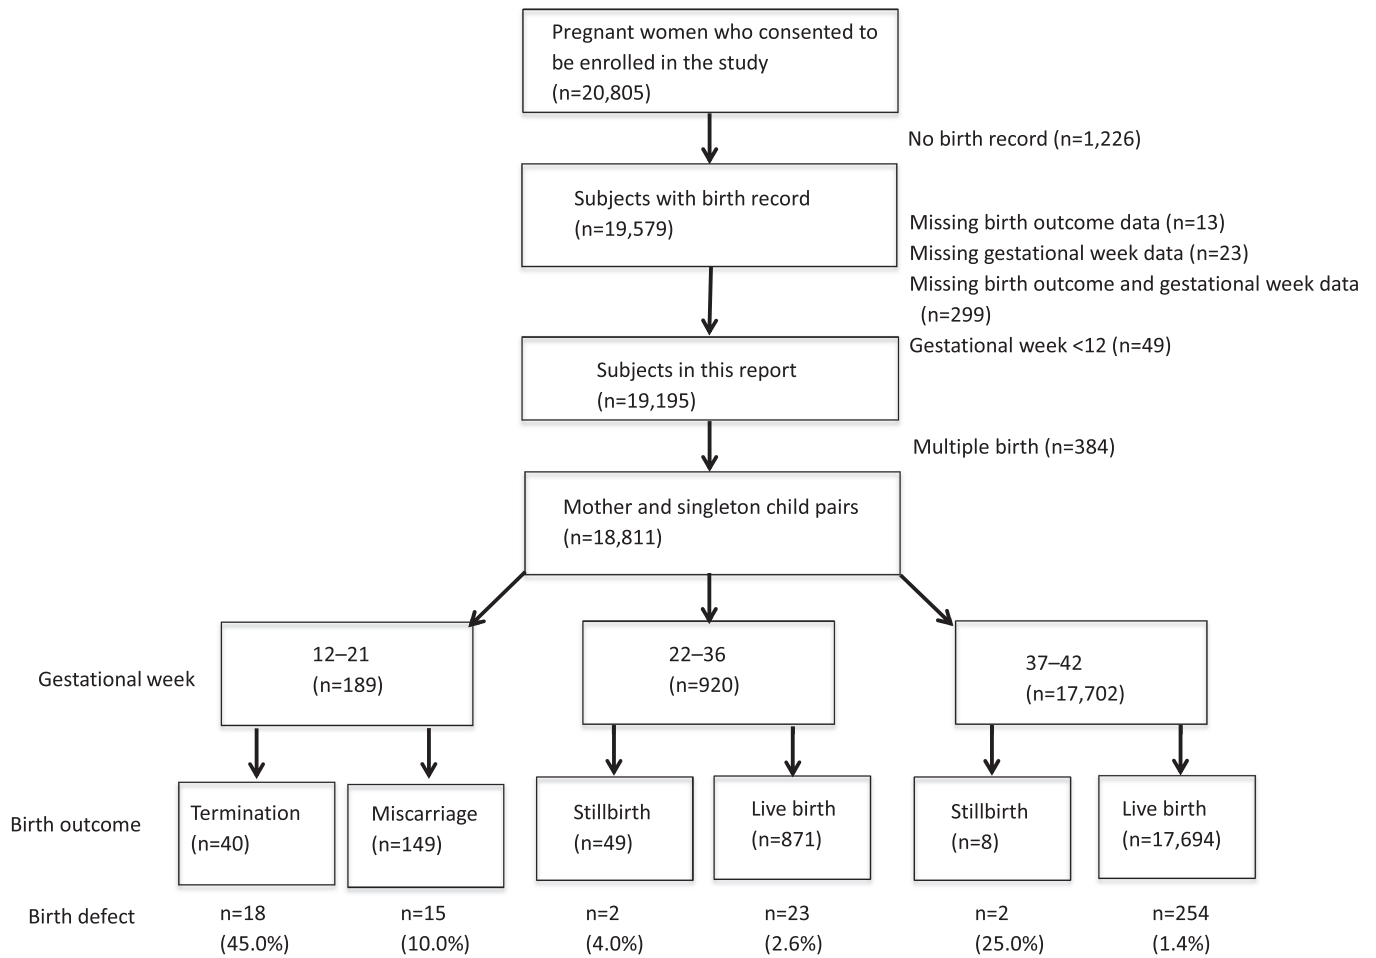 Pregnant women who consented to
be enrolled in the study
(n=20,805)
No birth record (n=1,226)
Subjects with birth record
(n=19,579)
Missing birth outcome data (n=13)
Missing gestational week data (n=23)
Missing birth outcome and gestational week data
(n=299)
Gestational week <12 (n=49)
Subjects in this report
(n=19,195)
Multiple birth (n=384)
Mother and singleton child pairs
(n=18,811)
Gestational week
12–21
(n=189)
22–36
(n=920)
37–42
(n=17,702)
Birth outcome
Termination
(n=40)
Miscarriage
(n=149)
Stillbirth
(n=49)
Live birth
(n=871)
Stillbirth
(n=8)
Live birth
(n=17,694)
Birth defect
n=18
(45.0%)
n=15
(10.0%)
n=2
(4.0%)
n=23
(2.6%)
n=2
(25.0%)
n=254
(1.4%)